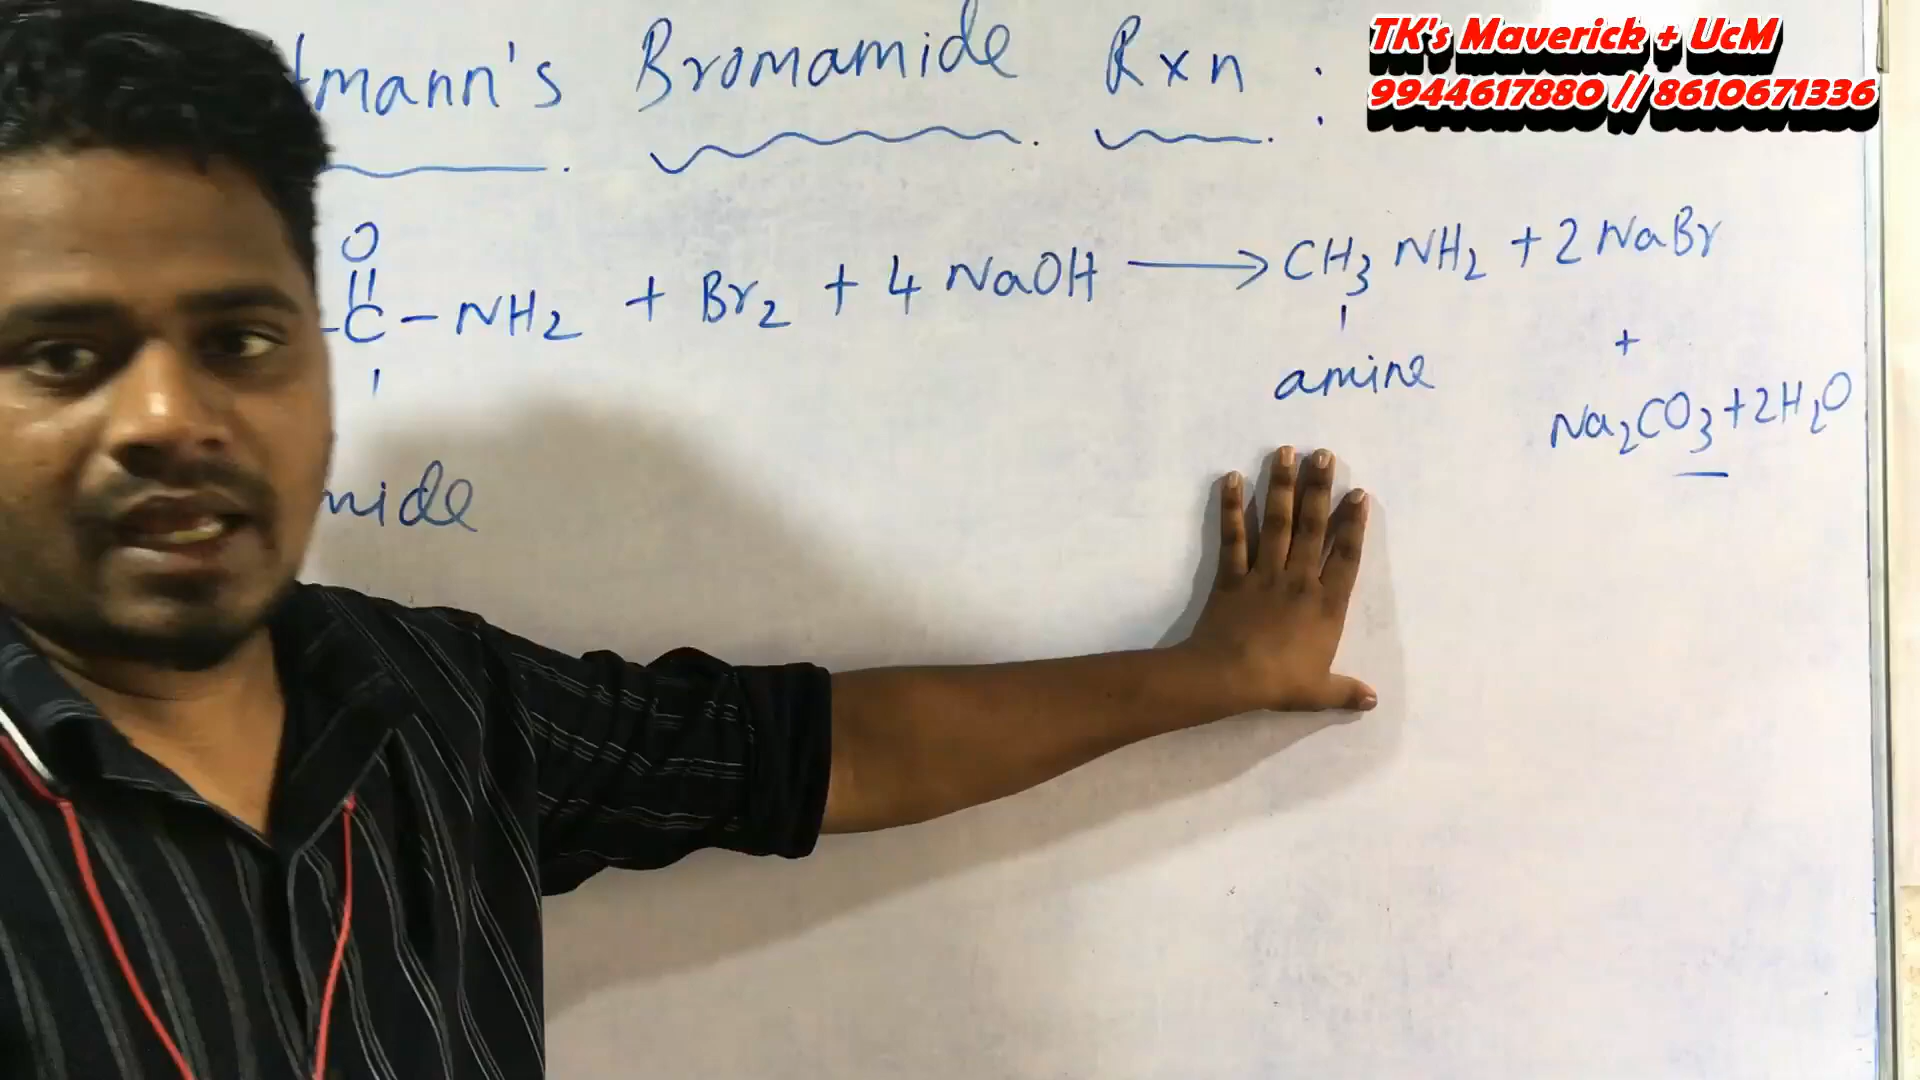 TK's Maverick + UcM
9944617880 // 8610671336
tmann's Bromamide Rxn :
O
-C-NH2 + Br2 + 4 NaOH → CH3 NH2 + 2 NaBr
+
amine
Na2CO3+2H2O
mide